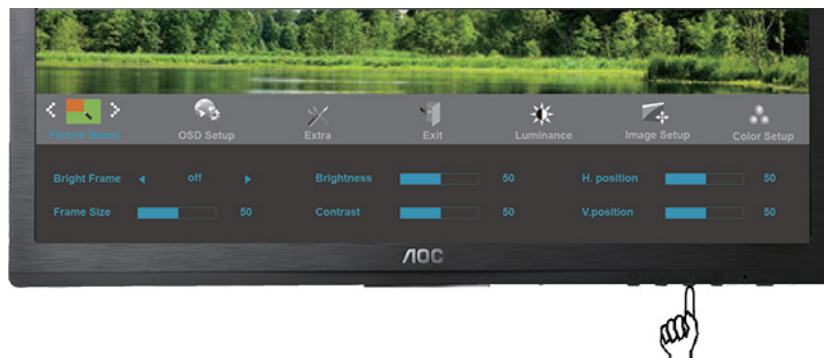 Picture Boost OSD Setup Extra Exit Luminance Image Setup Color Setup
Bright Frame off Brightness 50 H. position 50
Frame Size 50 Contrast 50 V.position 50
AOC